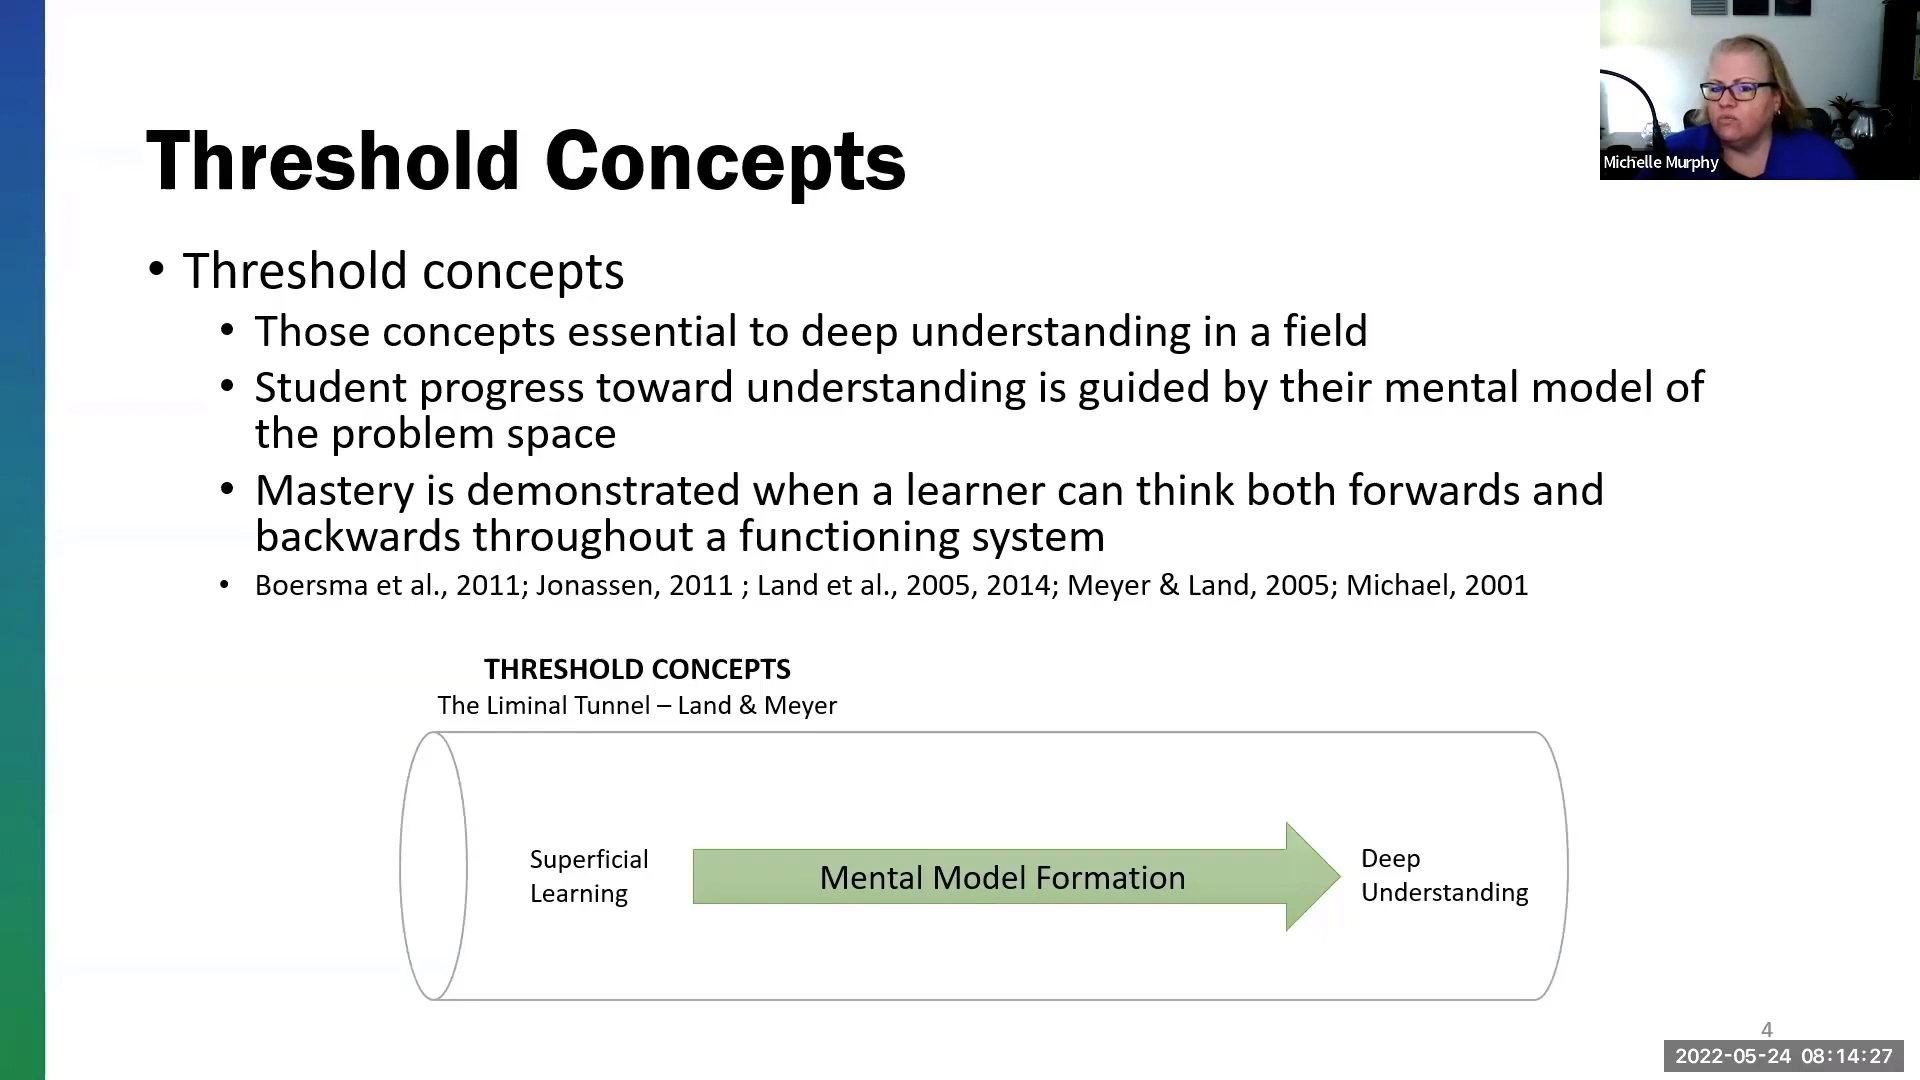 Threshold Concepts
Michelle Murphy
• Threshold concepts
• Those concepts essential to deep understanding in a field
• Student progress toward understanding is guided by their mental model of
the problem space
• Mastery is demonstrated when a learner can think both forwards and
backwards throughout a functioning system
• Boersma et al., 2011; Jonassen, 2011 ; Land et al., 2005, 2014; Meyer & Land, 2005; Michael, 2001
THRESHOLD CONCEPTS
The Liminal Tunnel – Land & Meyer
Superficial
Learning
Mental Model Formation
Deep
Understanding
4
2022-05-24 08:14:27